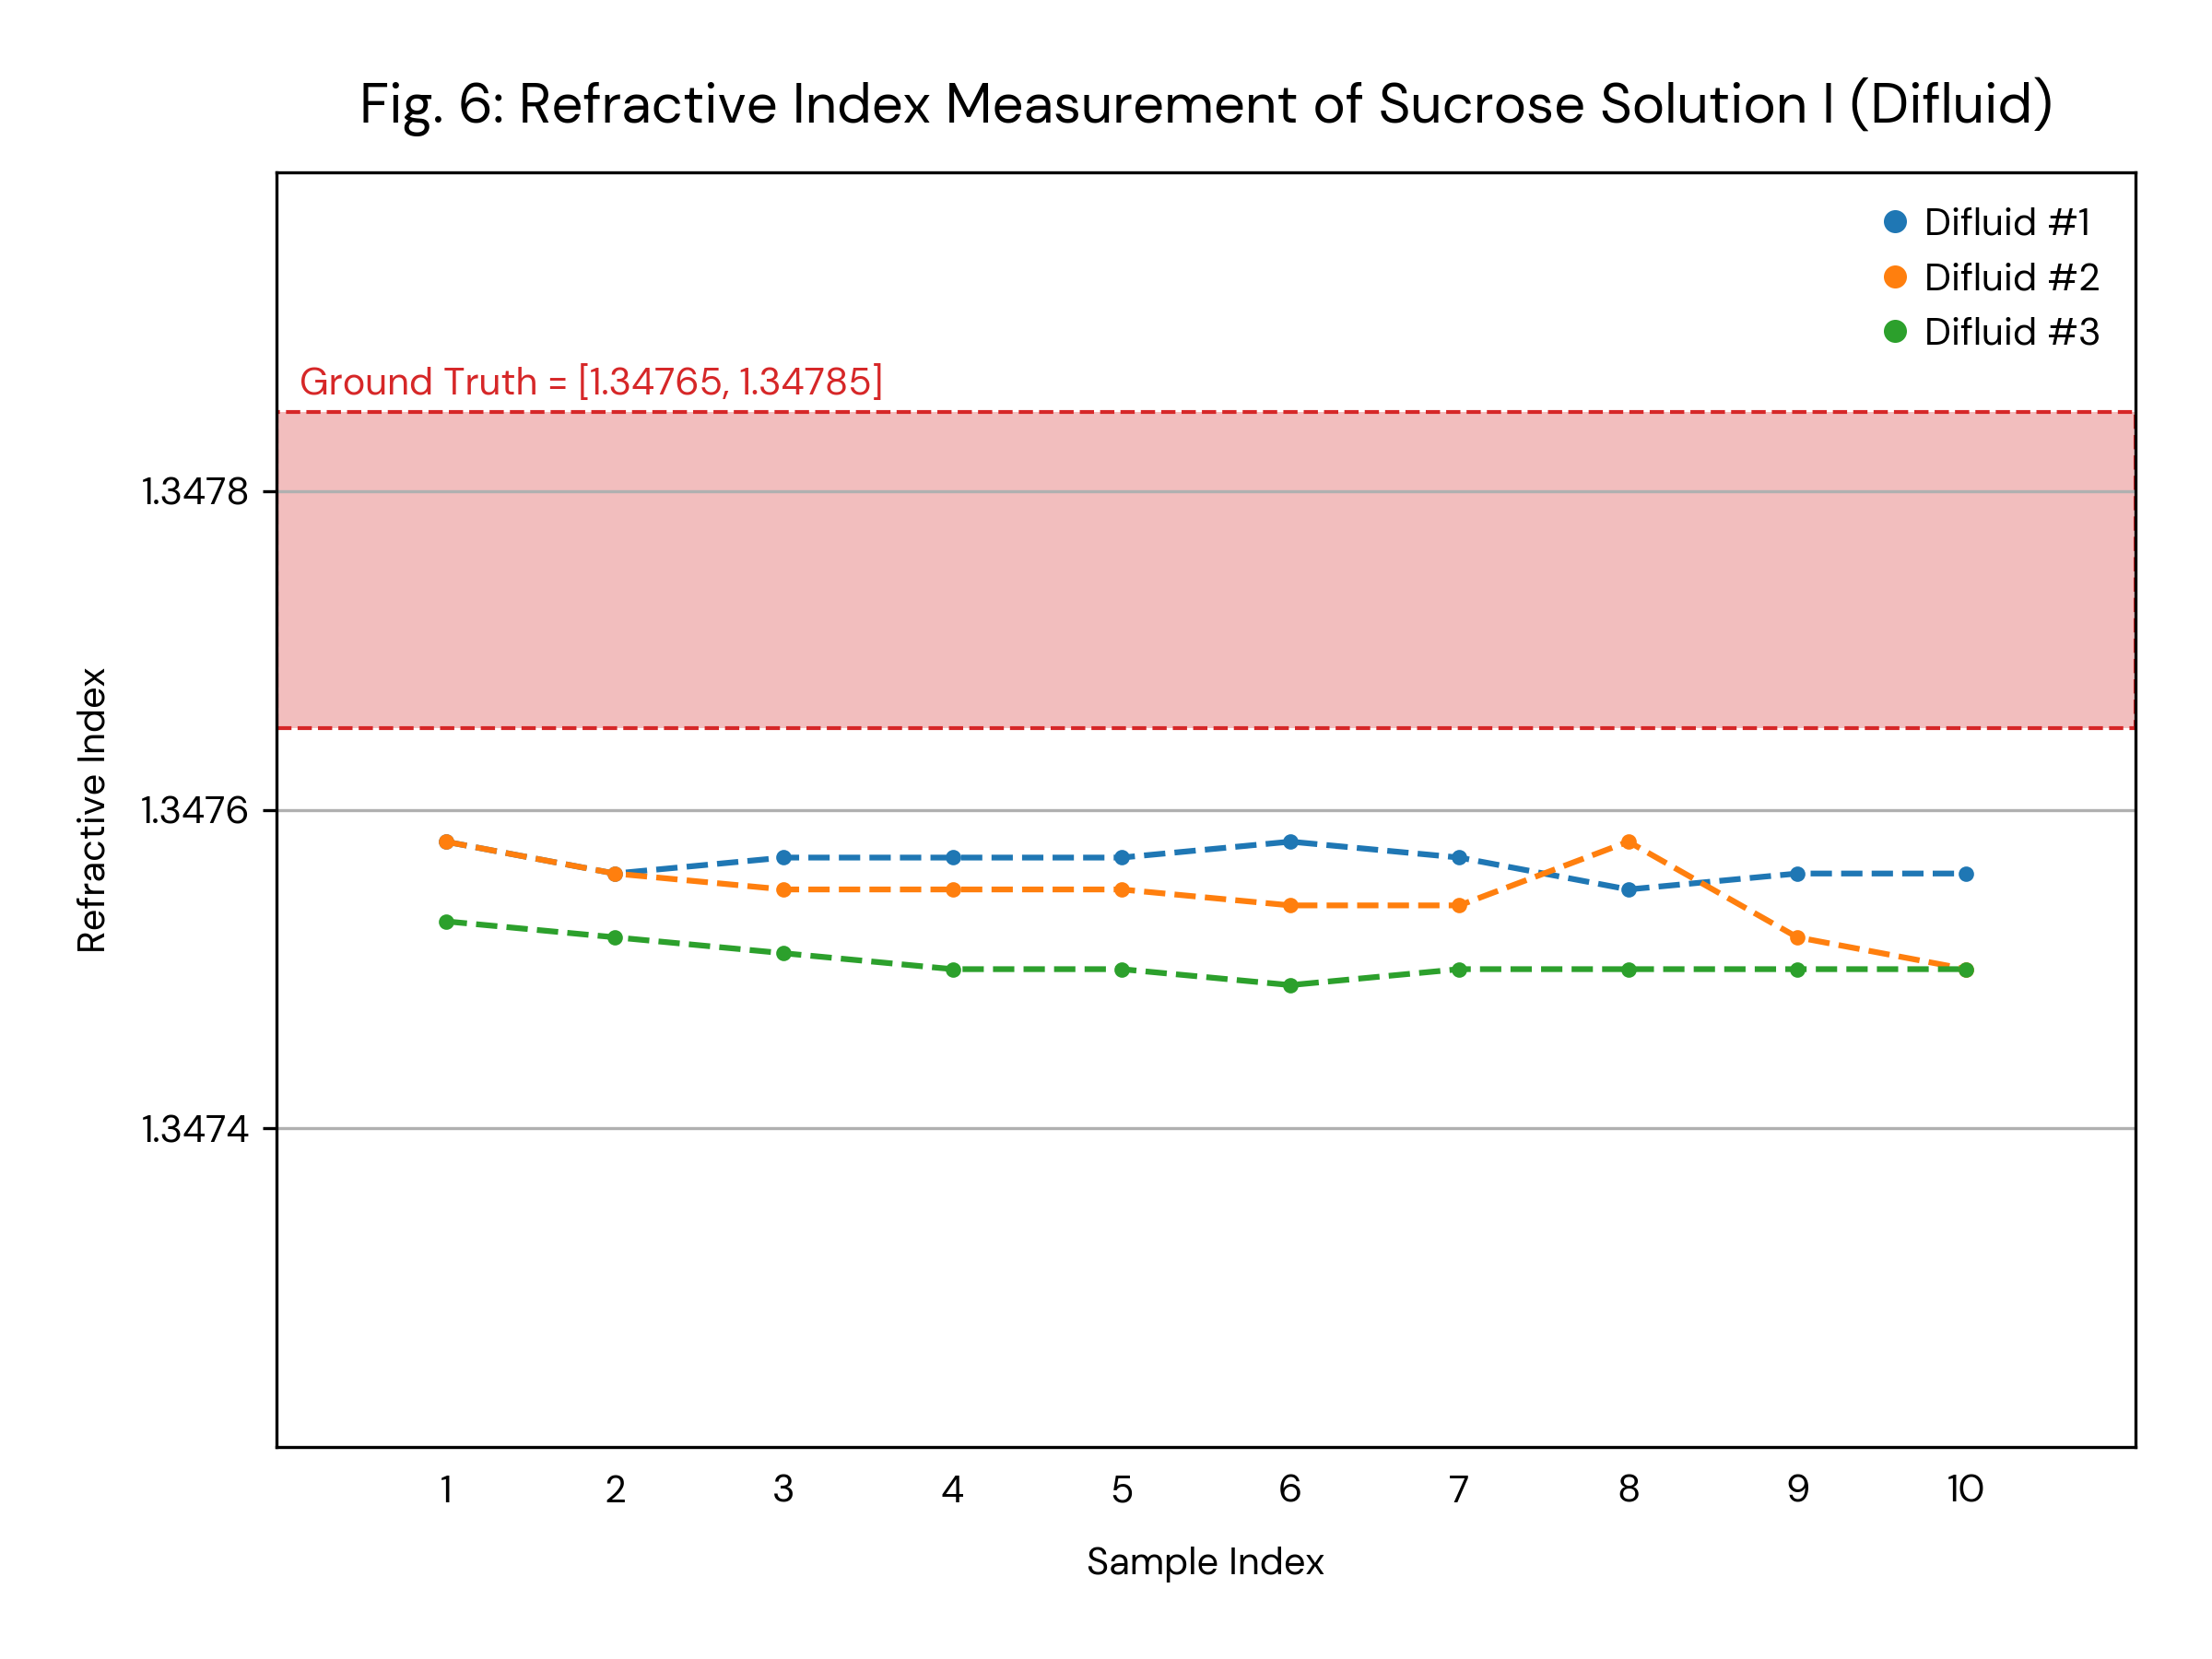 Fig. 6: Refractive Index Measurement of Sucrose Solution I (Difluid)
Difluid #1
Difluid #2
Difluid #3
Ground Truth = [1.34765, 1.34785]
1.3478
1.3476
1.3474
Refractive Index
1 2 3 4 5 6 7 8 9 10
Sample Index